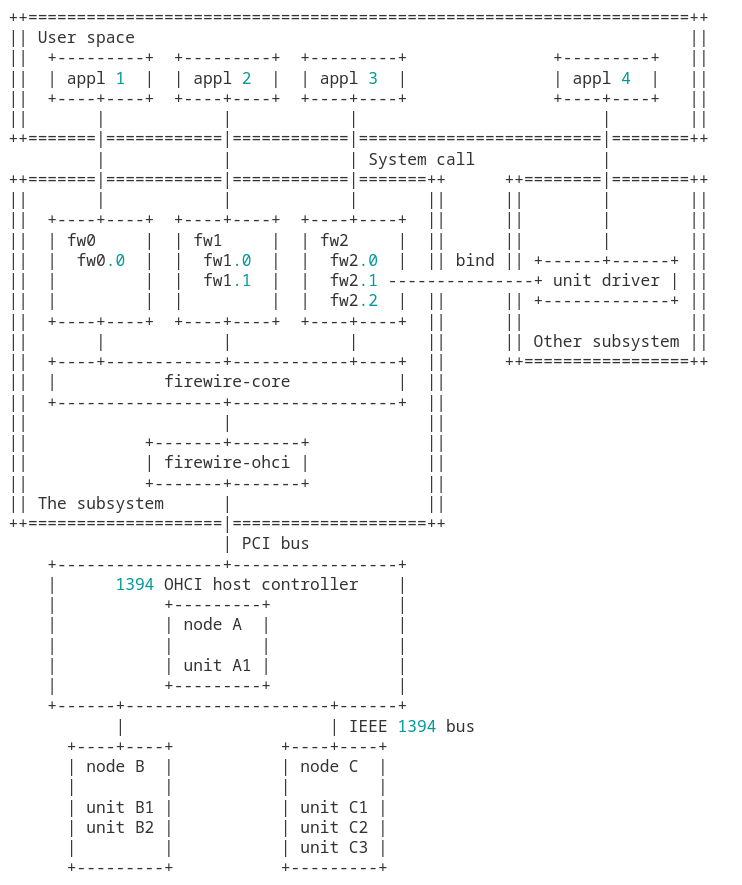 User space
appl 1 appl 2 appl 3 appl 4
System call
fw0 fw1 fw2
fw0.0 fw1.0 fw2.0 bind
fw1.1 fw2.1 unit driver
fw2.2
Other subsystem
firewire-core
firewire-ohci
The subsystem
PCI bus
1394 OHCI host controller
node A
unit A1
IEEE 1394 bus
node B node C
unit B1 unit C1
unit B2 unit C2
unit C3